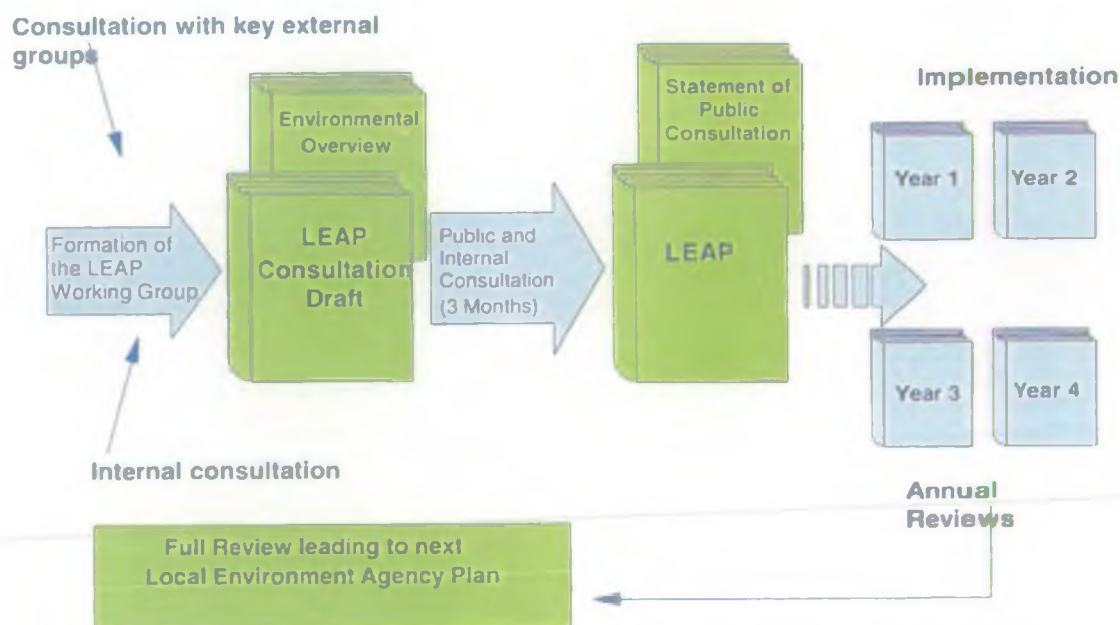 Consultation with key external
groups
Environmental
Overview
Statement of
Public
Consultation
Implementation
Year 1
Year 2
Formation of
the LEAP
Working Group
LEAP
Consultation
Draft
Public and
Internal
Consultation
(3 Months)
LEAP
Year 3
Year 4
Internal consultation
Annual
Reviews
Full Review leading to next
Local Environment Agency Plan